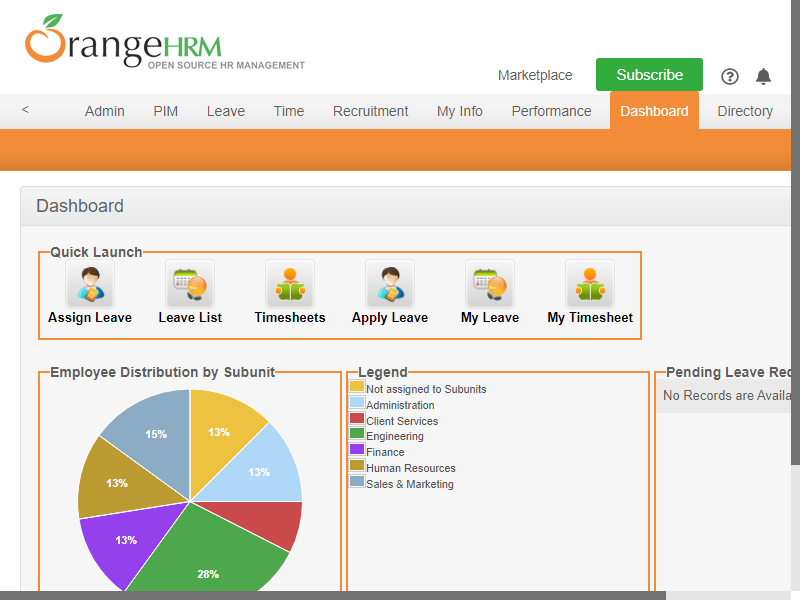 OrangeHRM
OPEN SOURCE HR MANAGEMENT
Marketplace Subscribe ?
< Admin PIM Leave Time Recruitment My Info Performance Dashboard Directory
Dashboard
Quick Launch
Assign Leave Leave List Timesheets Apply Leave My Leave My Timesheet
Employee Distribution by Subunit Legend Pending Leave Req
No Records are Availa
Not assigned to Subunits
Administration
Client Services
Engineering
Finance
Human Resources
Sales & Marketing
15% 13%
13% 13%
13%
28%